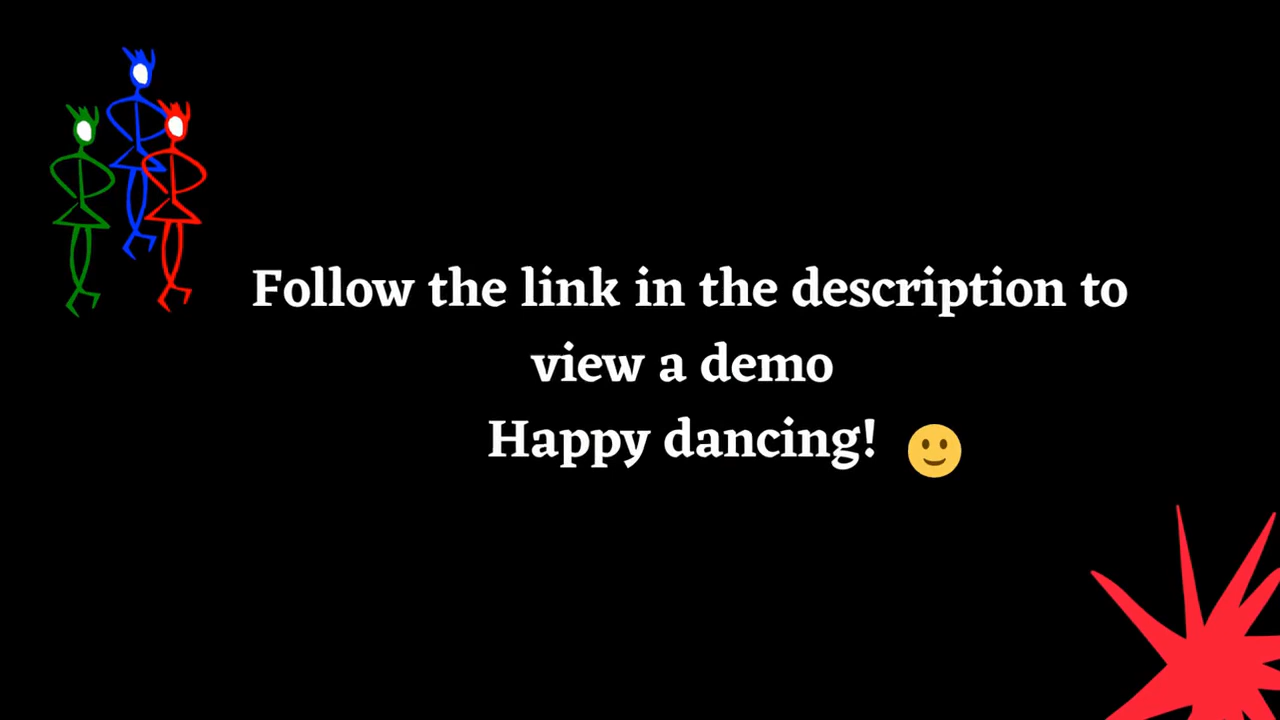 Follow the link in the description to
view a demo
Happy dancing! 🙂